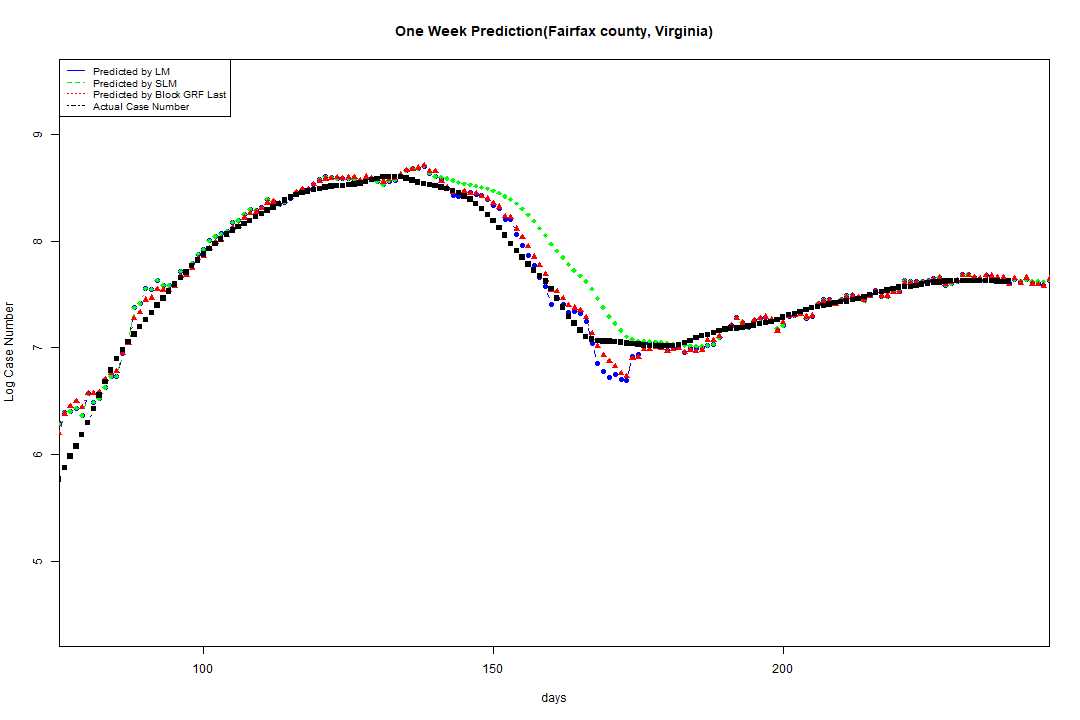 One Week Prediction(Fairfax county, Virginia)
Predicted by LM
Predicted by SLM
Predicted by Block GRF Last
Actual Case Number
9
8
7
6
5
Log Case Number
100
150
200
days